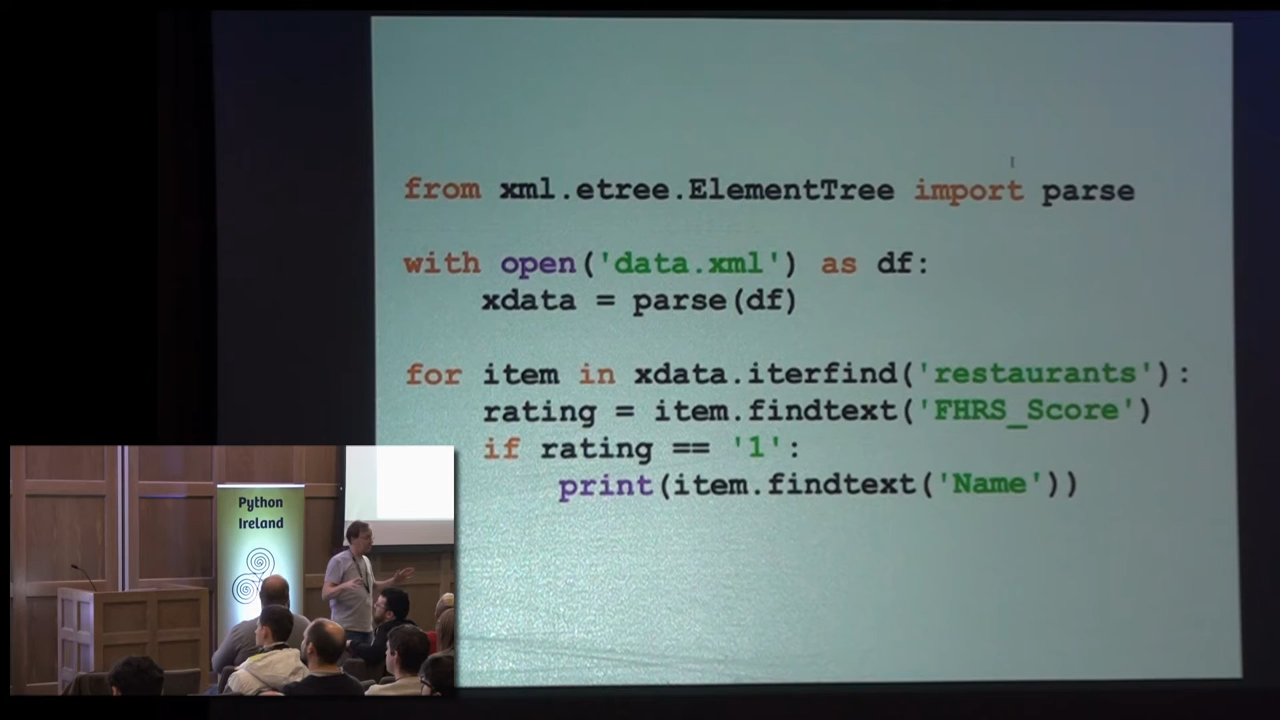 from xml.etree.ElementTree import parse
with open('data.xml') as df:
    xdata = parse(df)
for item in xdata.iterfind('restaurants'):
    rating = item.findtext('FHRS_Score')
    if rating == '1':
        print(item.findtext('Name'))
Python
Ireland